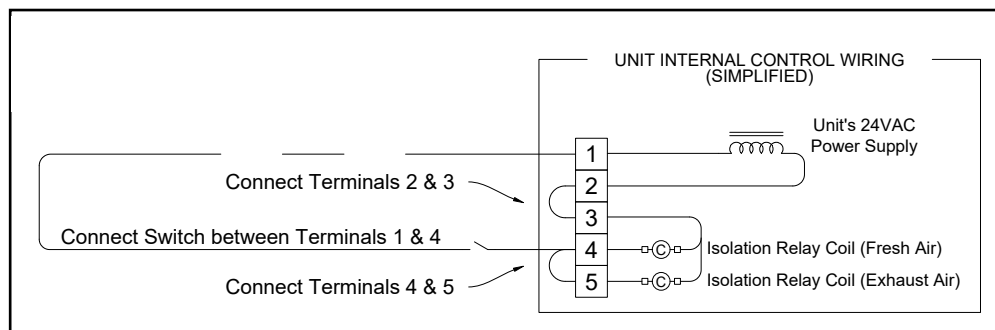 UNIT INTERNAL CONTROL WIRING
(SIMPLIFIED)
Unit's 24VAC
Power Supply
1
2
Connect Terminals 2 & 3
3
Connect Switch between Terminals 1 & 4
4
C
Isolation Relay Coil (Fresh Air)
Connect Terminals 4 & 5
5
C
Isolation Relay Coil (Exhaust Air)